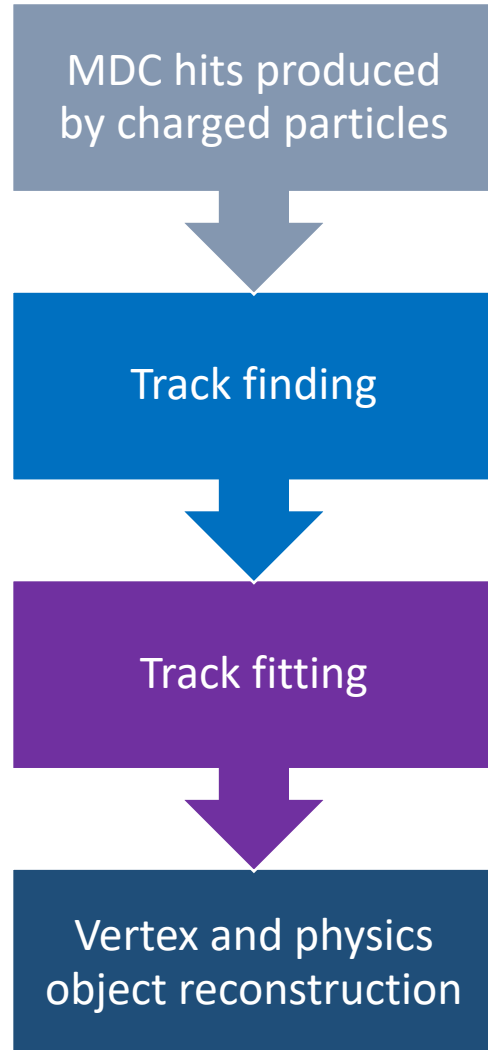 MDC hits produced
by charged particles
Track finding
Track fitting
Vertex and physics
object reconstruction